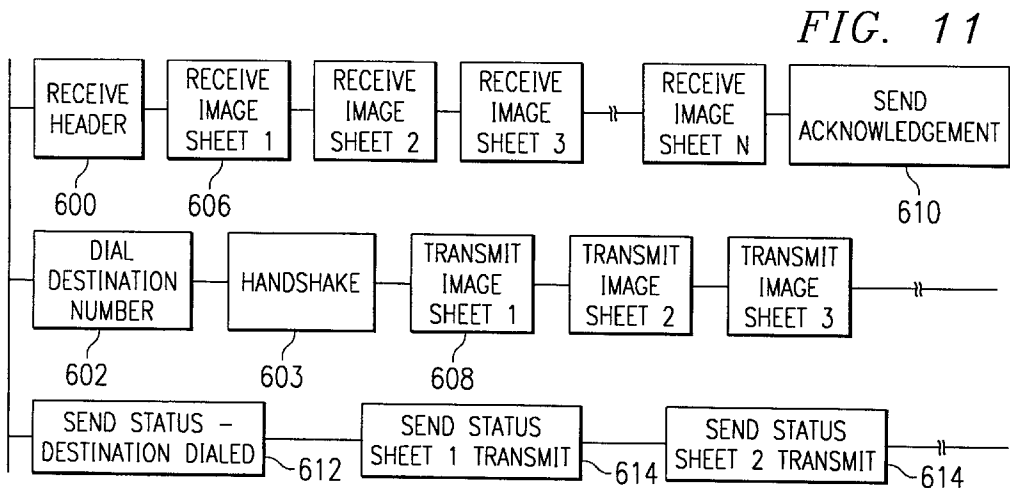 FIG. 11
RECEIVE
HEADER
RECEIVE
IMAGE
SHEET 1
RECEIVE
IMAGE
SHEET 2
RECEIVE
IMAGE
SHEET 3
RECEIVE
IMAGE
SHEET N
SEND
ACKNOWLEDGEMENT
600
606
610
DIAL
DESTINATION
NUMBER
HANDSHAKE
TRANSMIT
IMAGE
SHEET 1
TRANSMIT
IMAGE
SHEET 2
TRANSMIT
IMAGE
SHEET 3
602
603
608
SEND STATUS –
DESTINATION DIALED
612
SEND STATUS
SHEET 1 TRANSMIT
614
SEND STATUS
SHEET 2 TRANSMIT
614